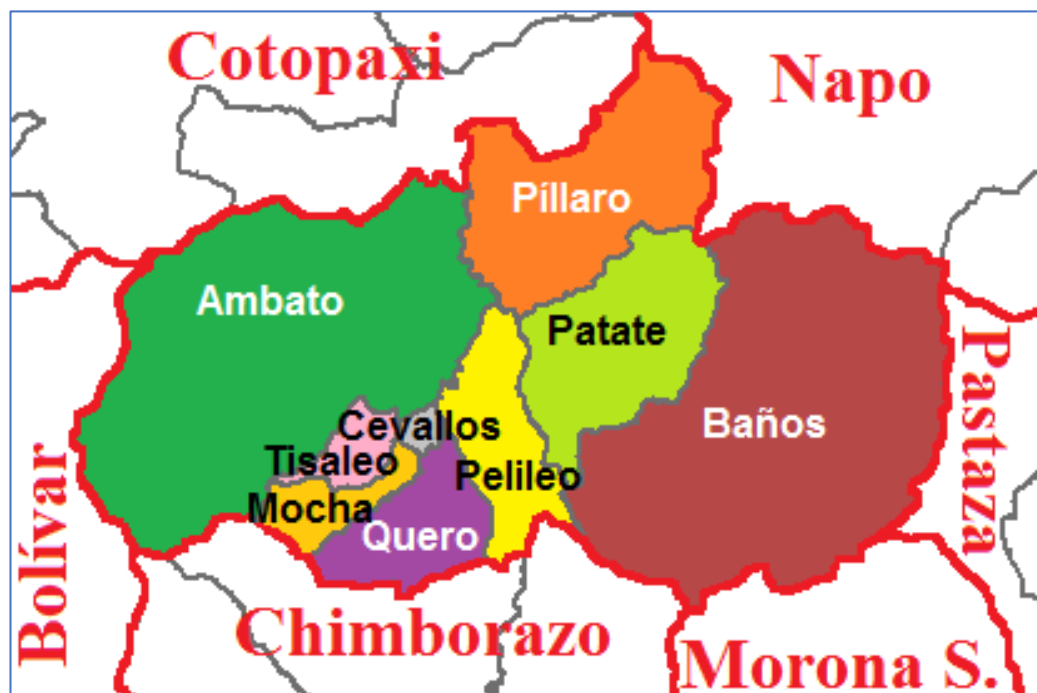 Cotopaxi
Napo
Píllaro
Ambato
Patate
Pastaza
Cevallos
Baños
Tisaleo
Pelileo
Mocha
Quero
Bolívar
Chimborazo
Morona S.